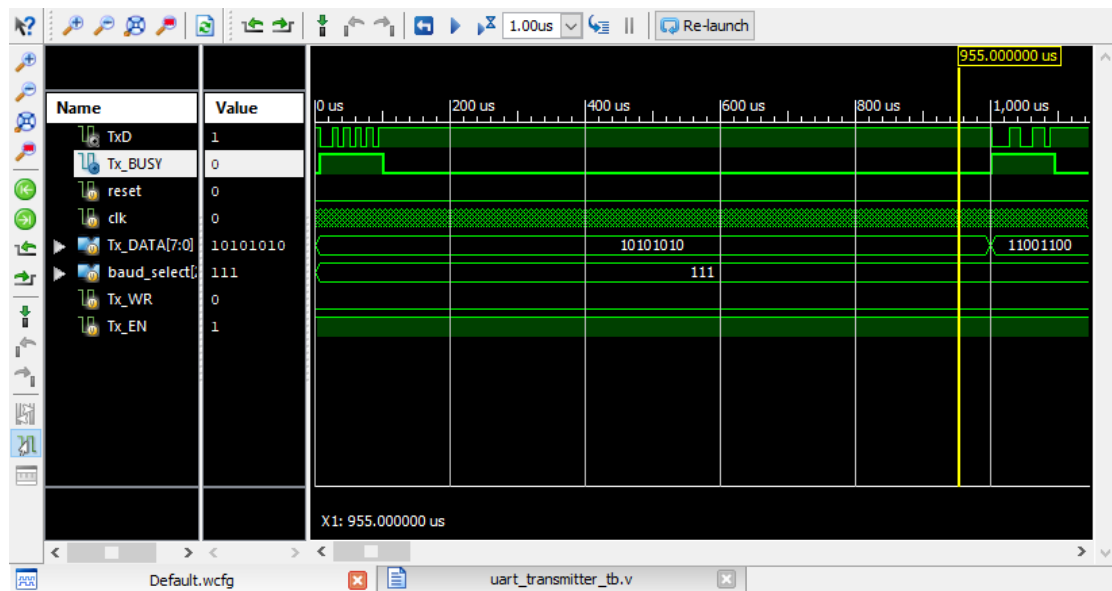 1.00us
Re-launch
955.000000 us
Name Value
0 us 200 us 400 us 600 us 800 us 1,000 us
TxD 1
Tx_BUSY 0
reset 0
clk 0
Tx_DATA[7:0] 10101010 10101010 11001100
baud_select[ 111 111
Tx_WR 0
Tx_EN 1
X1: 955.000000 us
Default.wcfg uart_transmitter_tb.v